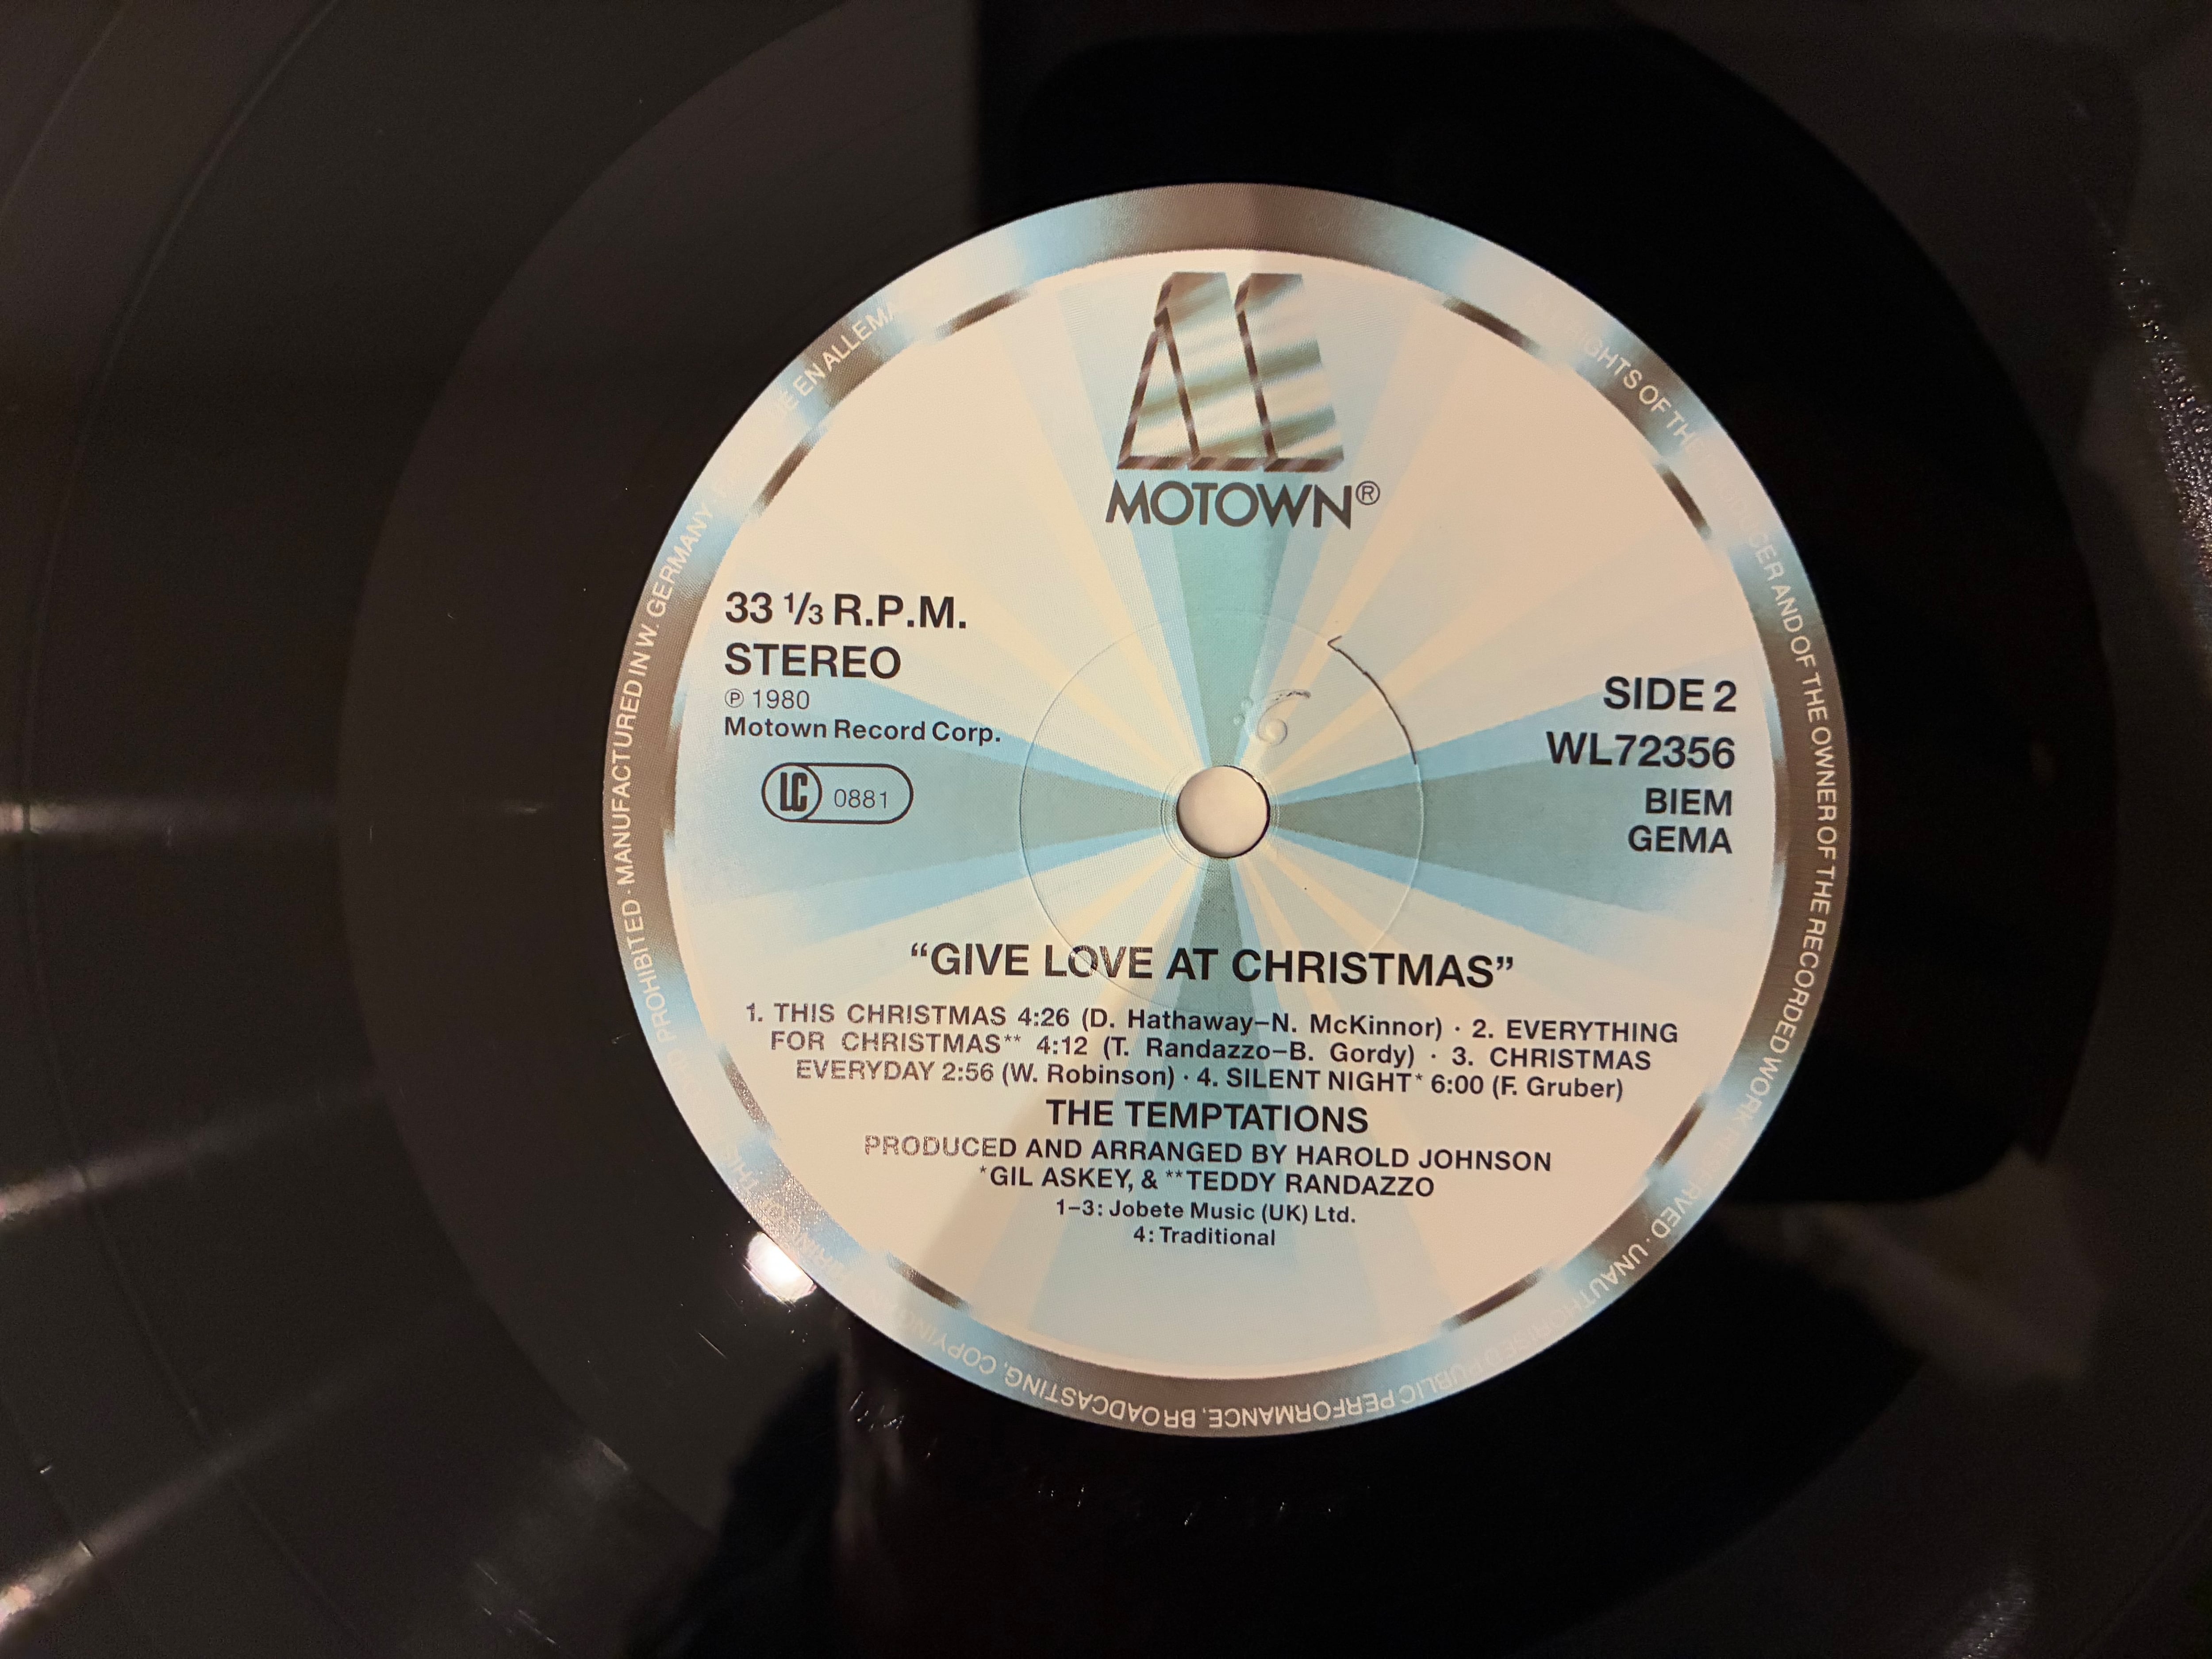 MOTOWN®
33 1/3 R.P.M.
STEREO
℗ 1980
Motown Record Corp.
LC 0881
SIDE 2
WL72356
BIEM
GEMA
“GIVE LOVE AT CHRISTMAS”
1. THIS CHRISTMAS 4:26 (D. Hathaway–N. McKinnor) · 2. EVERYTHING
FOR CHRISTMAS** 4:12 (T. Randazzo–B. Gordy) · 3. CHRISTMAS
EVERYDAY 2:56 (W. Robinson) · 4. SILENT NIGHT* 6:00 (F. Gruber)
THE TEMPTATIONS
PRODUCED AND ARRANGED BY HAROLD JOHNSON
*GIL ASKEY, & **TEDDY RANDAZZO
1–3: Jobete Music (UK) Ltd.
4: Traditional
RIGHTS OF THE PRODUCER AND OF THE OWNER OF THE RECORDED WORK RESERVED · UNAUTHORISED PUBLIC PERFORMANCE, BROADCASTING, COPYING PROHIBITED · MANUFACTURED IN W. GERMANY EN ALLEMA